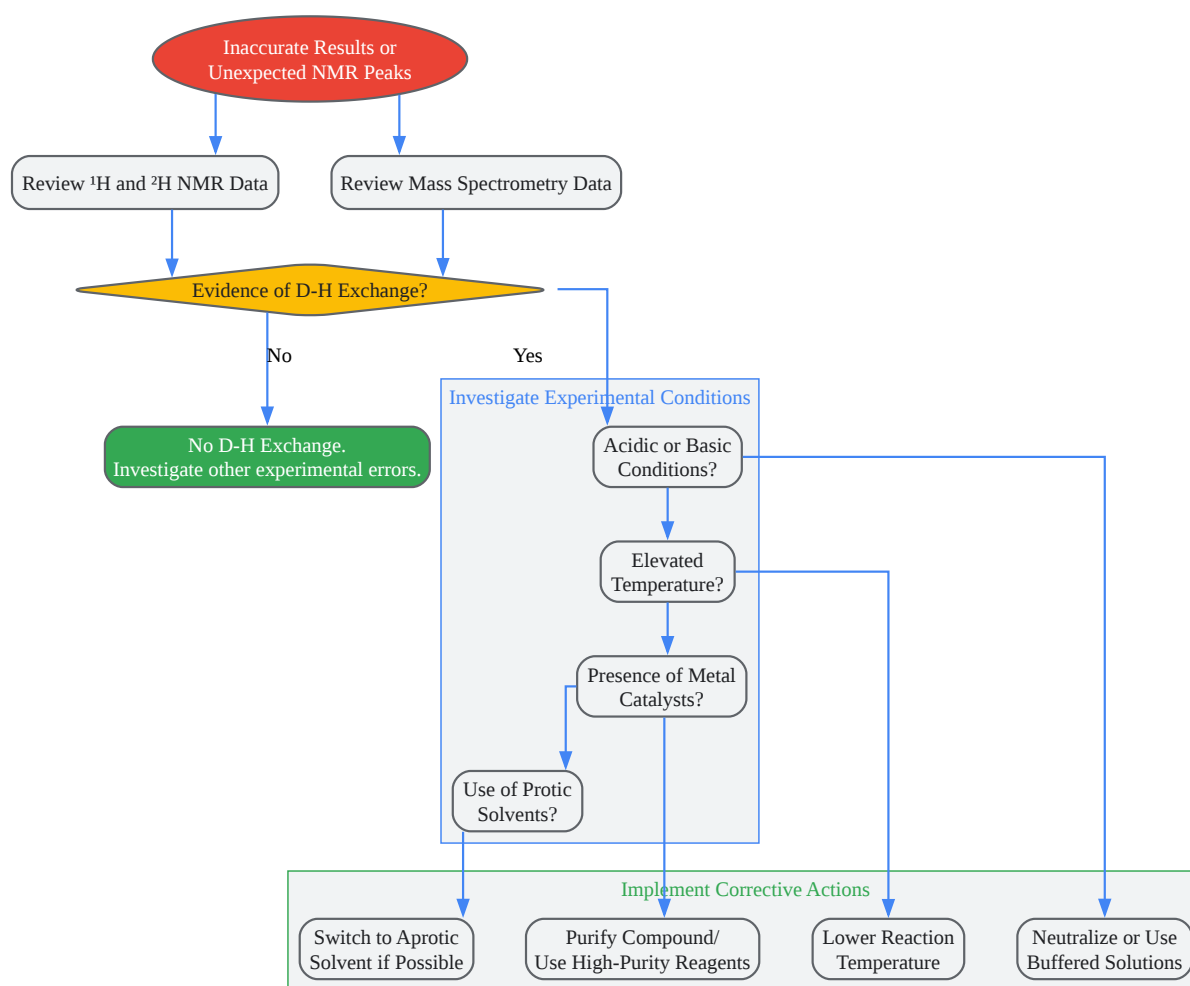 Inaccurate Results or
Unexpected NMR Peaks
Review ¹H and ²H NMR Data
Review Mass Spectrometry Data
Evidence of D-H Exchange?
No
Yes
Investigate Experimental Conditions
No D-H Exchange.
Investigate other experimental errors.
Acidic or Basic
Conditions?
Elevated
Temperature?
Presence of Metal
Catalysts?
Use of Protic
Solvents?
Implement Corrective Actions
Switch to Aprotic
Solvent if Possible
Purify Compound/
Use High-Purity Reagents
Lower Reaction
Temperature
Neutralize or Use
Buffered Solutions